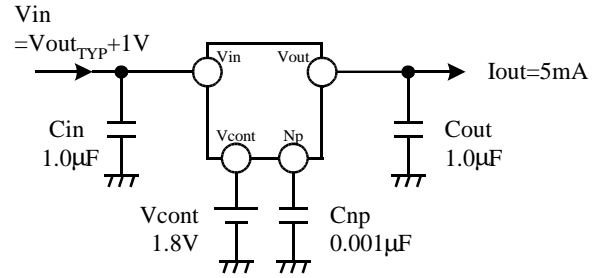 Vin
=VoutTYP+1V
Vin
Vout
Iout=5mA
Cin
1.0μF
Vcont
Np
Cout
1.0μF
Vcont
1.8V
Cnp
0.001μF